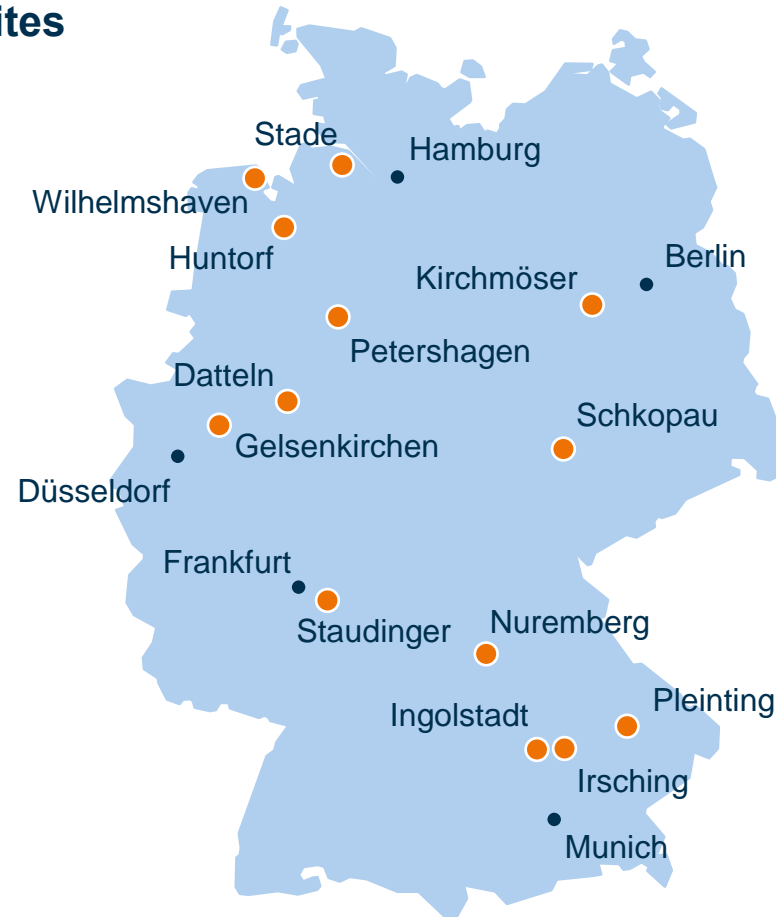 ites
Stade
Hamburg
Wilhelmshaven
Huntorf
Berlin
Kirchmöser
Petershagen
Datteln
Schkopau
Gelsenkirchen
Düsseldorf
Frankfurt
Staudinger
Nuremberg
Pleinting
Ingolstadt
Irsching
Munich